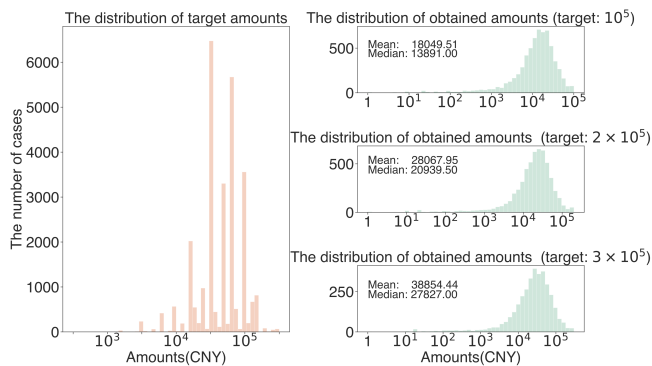 The distribution of target amounts
The number of cases
6000
5000
4000
3000
2000
1000
0
10³
10⁴
10⁵
Amounts(CNY)
The distribution of obtained amounts (target: 10⁵)
500
0
Mean: 18049.51
Median: 13891.00
1
10¹
10²
10³
10⁴
10⁵
The distribution of obtained amounts (target: 2 × 10⁵)
500
0
Mean: 28067.95
Median: 20939.50
1
10¹
10²
10³
10⁴
10⁵
The distribution of obtained amounts (target: 3 × 10⁵)
250
0
Mean: 38854.44
Median: 27827.00
1
10¹
10²
10³
10⁴
10⁵
Amounts(CNY)